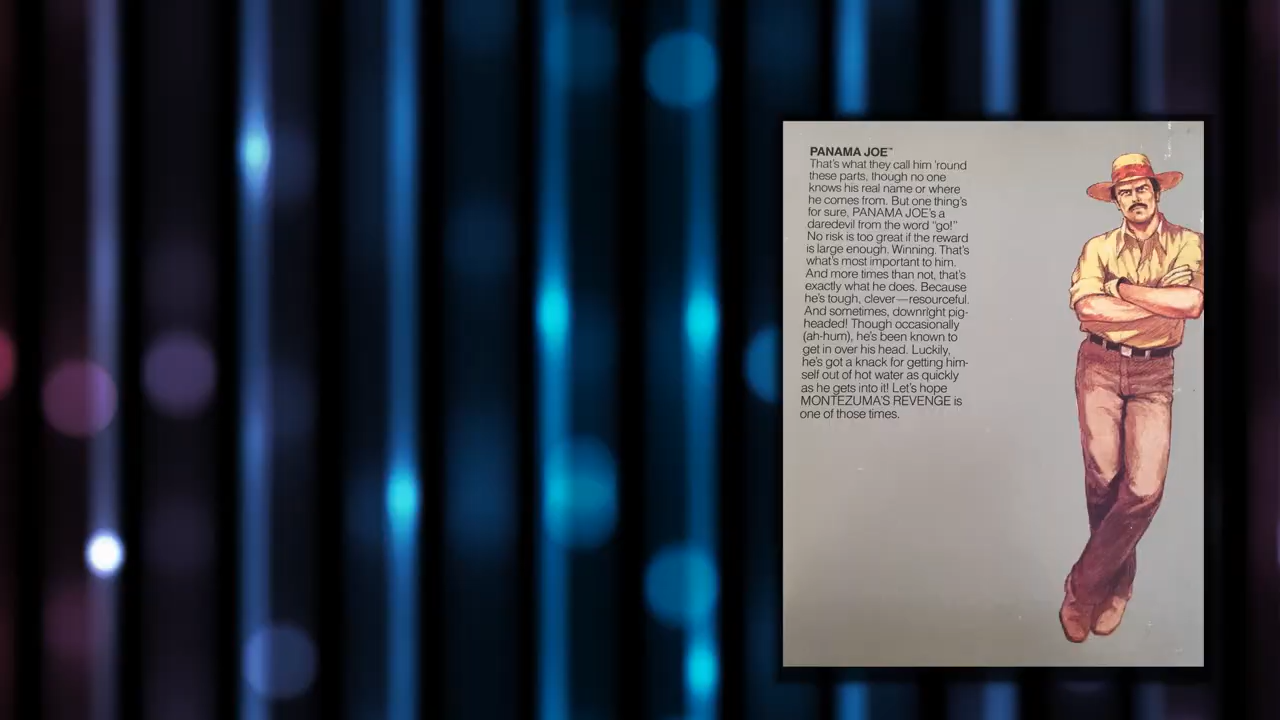 PANAMA JOE™
That's what they call him 'round
these parts, though no one
knows his real name or where
he comes from. But one thing's
for sure, PANAMA JOE's a
daredevil from the word "go!"
No risk is too great if the reward
is large enough. Winning. That's
what's most important to him.
And more times than not, that's
exactly what he does. Because
he's tough, clever—resourceful.
And sometimes, downright pig-
headed! Though occasionally
(ah-hum), he's been known to
get in over his head. Luckily,
he's got a knack for getting him-
self out of hot water as quickly
as he gets into it! Let's hope
MONTEZUMA'S REVENGE is
one of those times.